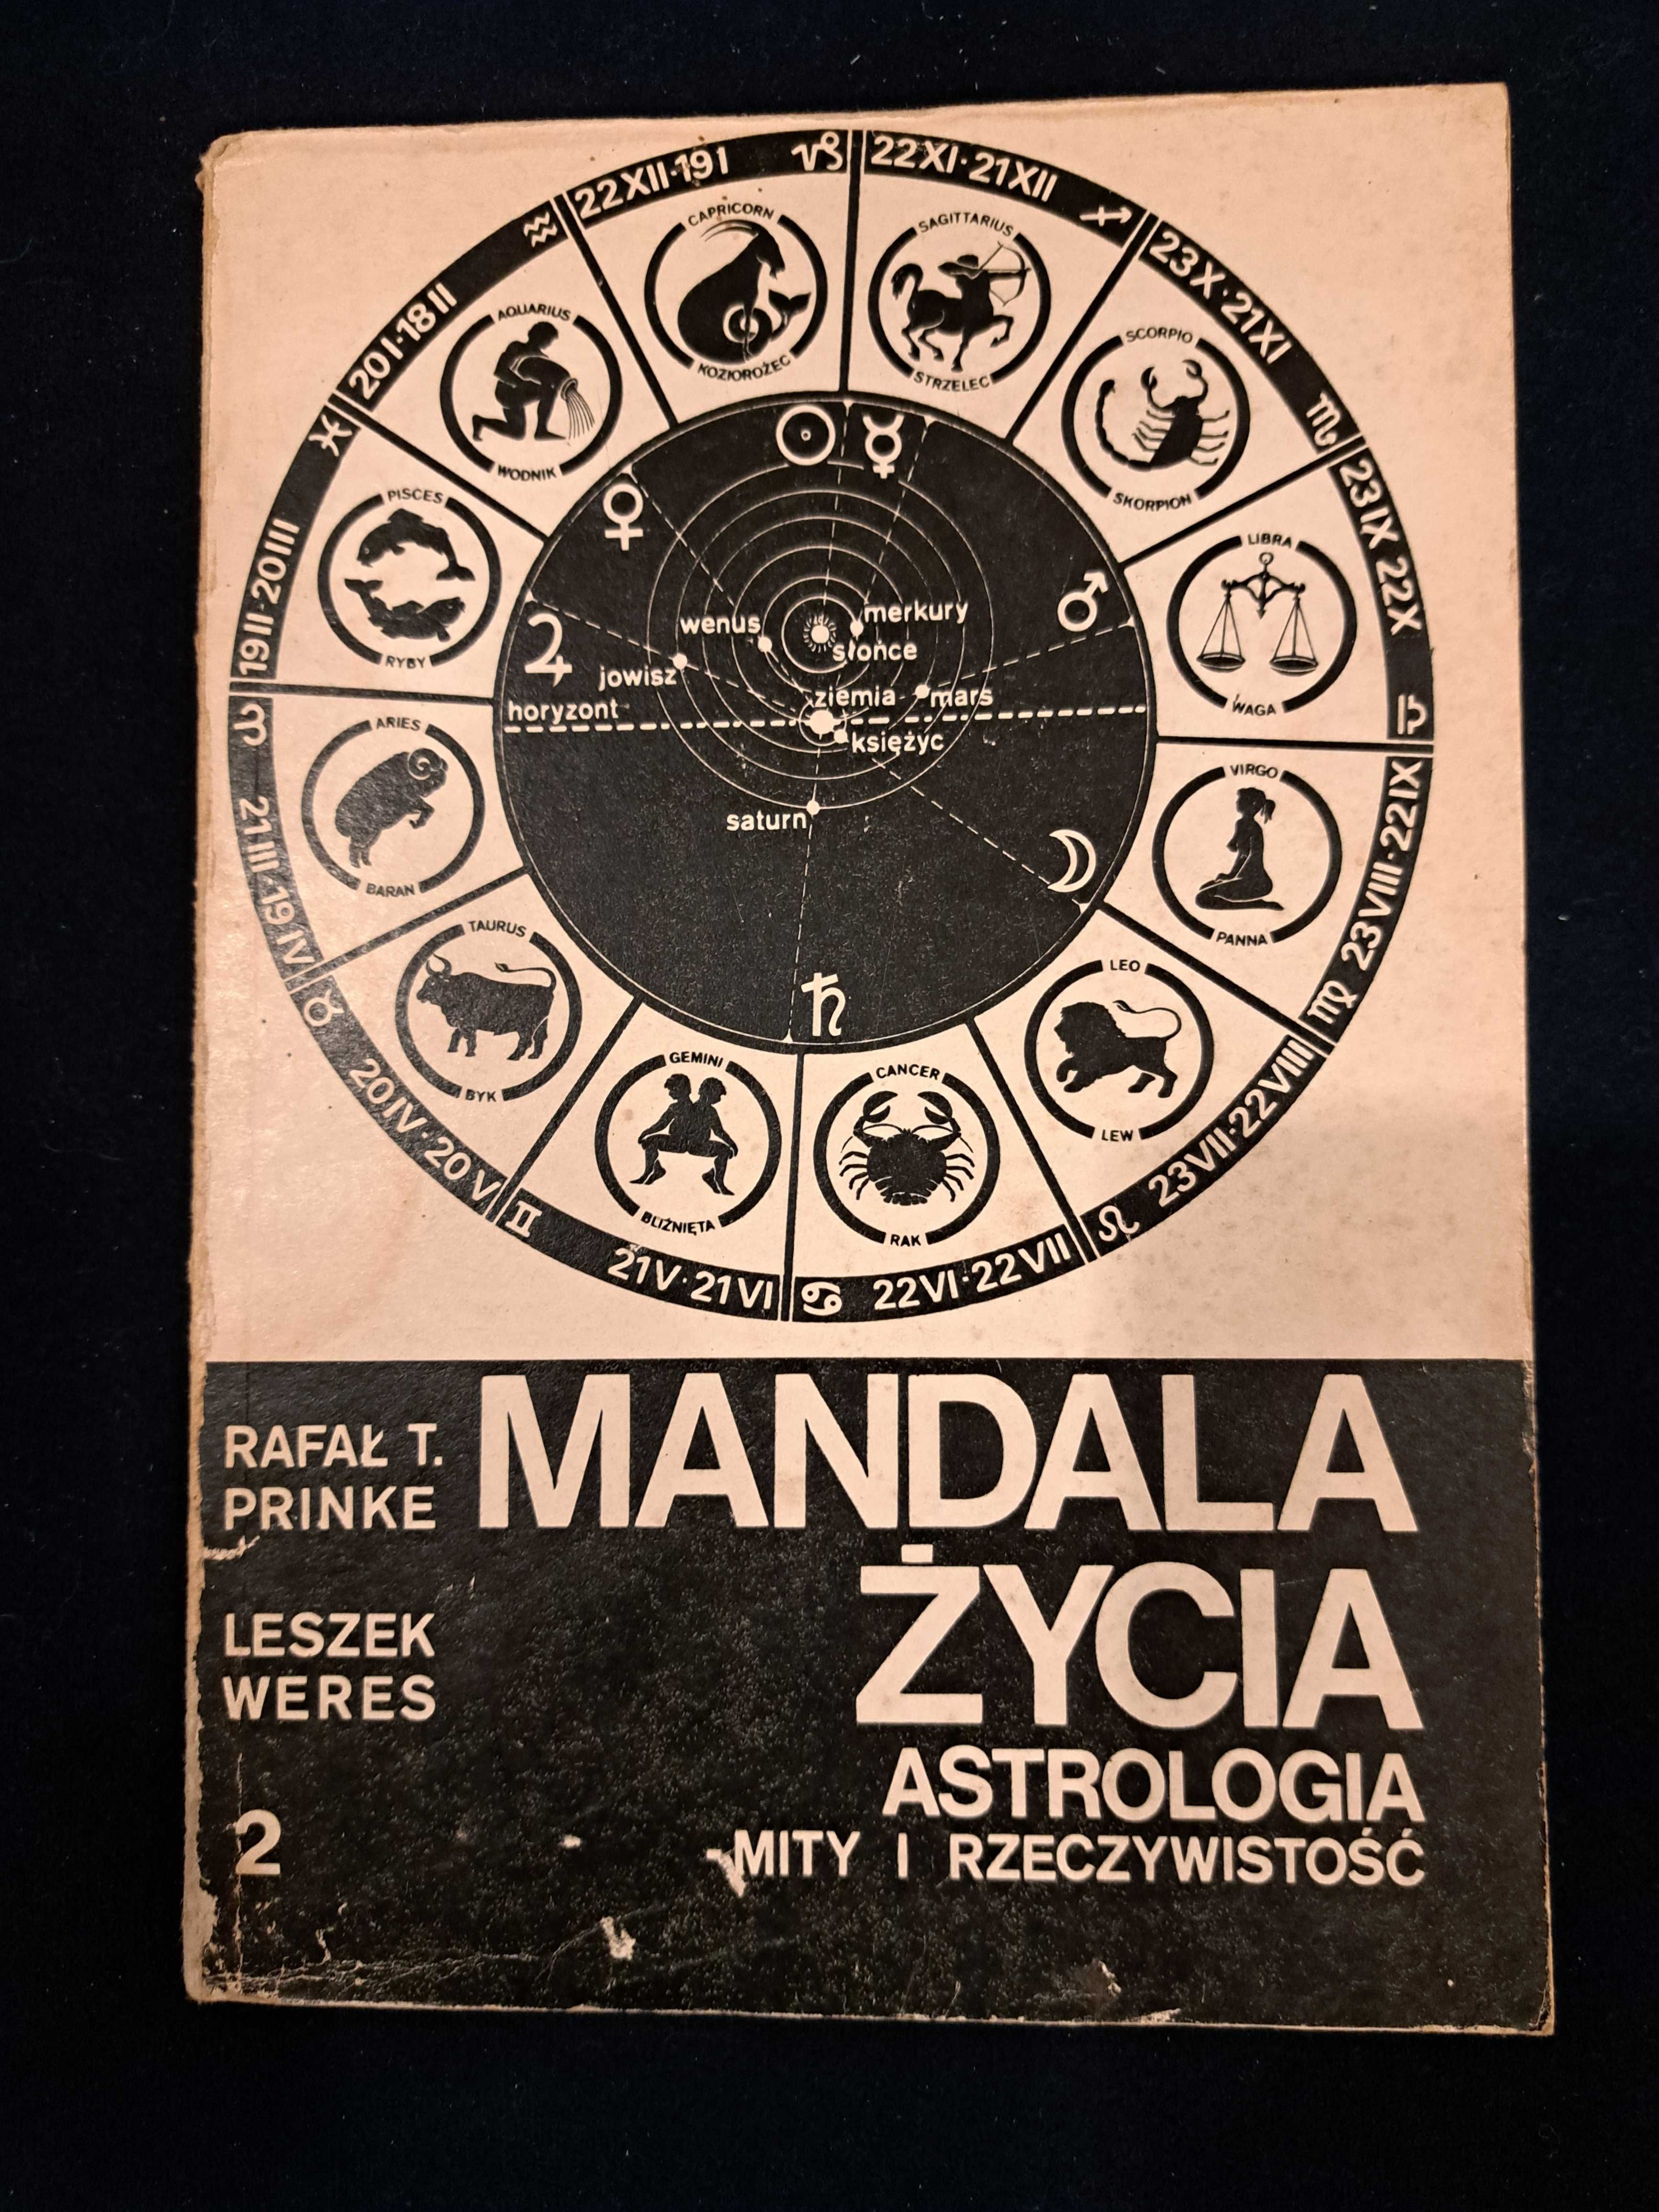 22 XII·19 I
22 XI·21 XII
23 X·21 XI
23 IX 22 X
23 VIII·22 IX
23 VII·22 VIII
22 VI·22 VII
21 V·21 VI
20 IV·20 V
21 III·19 IV
19 II·20 III
20 I·18 II
CAPRICORN
KOZIOROŻEC
SAGITTARIUS
STRZELEC
SCORPIO
SKORPION
LIBRA
WAGA
VIRGO
PANNA
LEO
LEW
CANCER
RAK
GEMINI
BLIŹNIĘTA
TAURUS
BYK
ARIES
BARAN
PISCES
RYBY
AQUARIUS
WODNIK
wenus
merkury
słońce
jowisz
ziemia
mars
horyzont
księżyc
saturn
RAFAŁ T.
PRINKE
LESZEK
WERES
2
MANDALA
ŻYCIA
ASTROLOGIA
MITY I RZECZYWISTOŚĆ